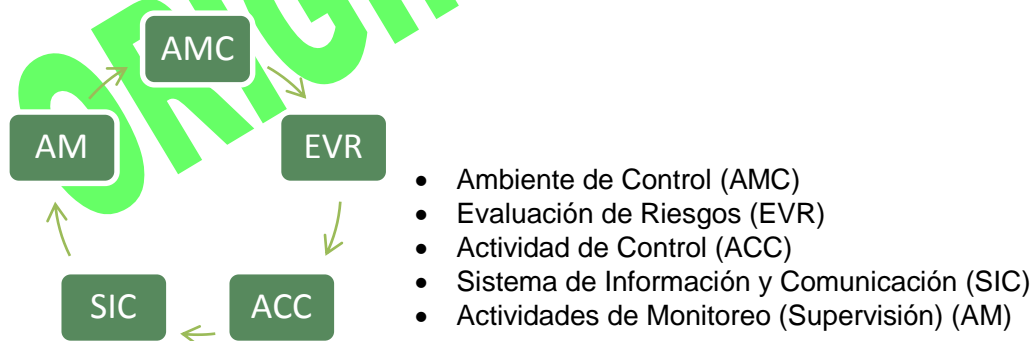 AMC
AM
EVR
SIC
ACC
• Ambiente de Control (AMC)
• Evaluación de Riesgos (EVR)
• Actividad de Control (ACC)
• Sistema de Información y Comunicación (SIC)
• Actividades de Monitoreo (Supervisión) (AM)